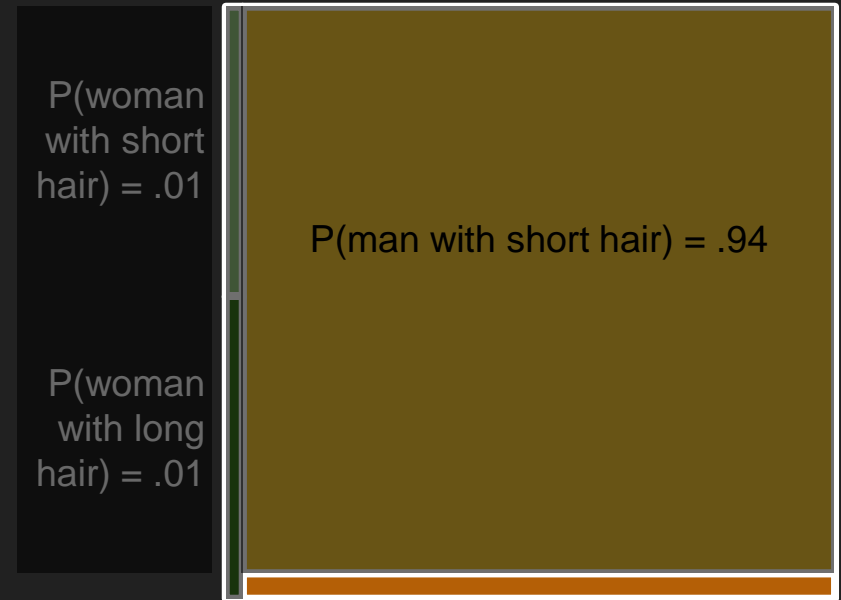 P(woman
with short
hair) = .01
P(man with short hair) = .94
P(woman
with long
hair) = .01